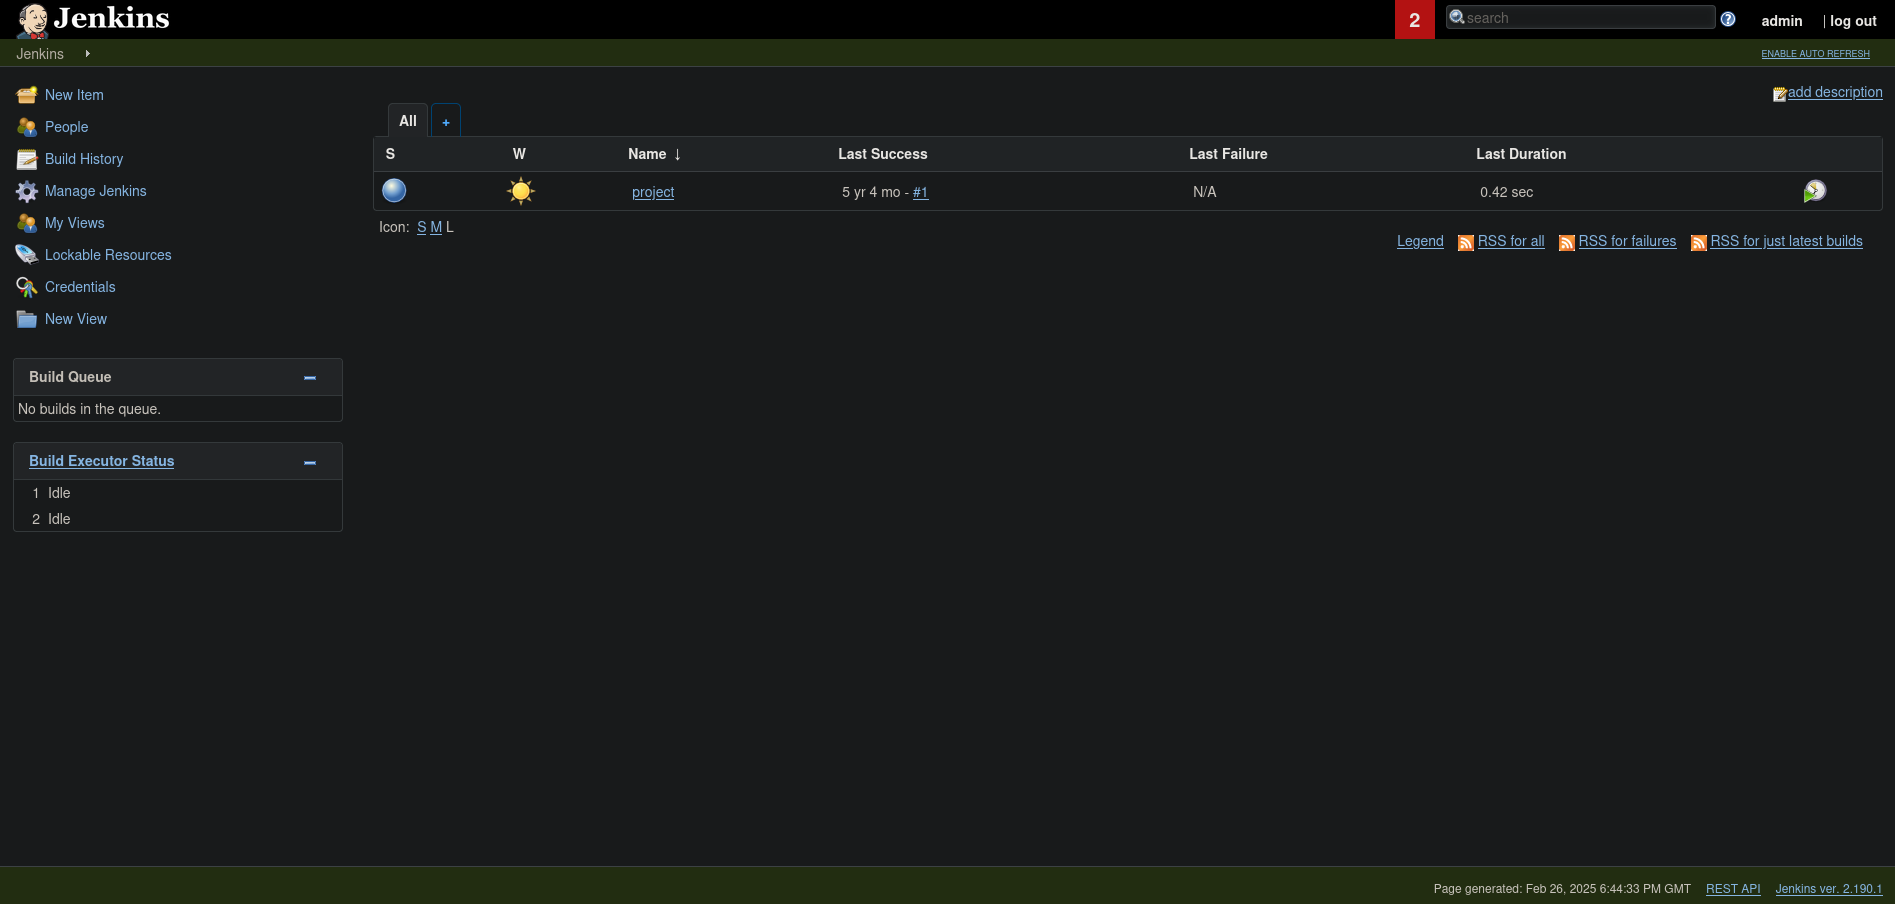 Jenkins
2
search
admin
| log out
Jenkins
ENABLE AUTO REFRESH
New Item
People
Build History
Manage Jenkins
My Views
Lockable Resources
Credentials
New View
Build Queue
No builds in the queue.
Build Executor Status
1 Idle
2 Idle
add description
All +
S W Name ↓ Last Success Last Failure Last Duration
project 5 yr 4 mo - #1 N/A 0.42 sec
Icon: S M L
Legend RSS for all RSS for failures RSS for just latest builds
Page generated: Feb 26, 2025 6:44:33 PM GMT REST API Jenkins ver. 2.190.1